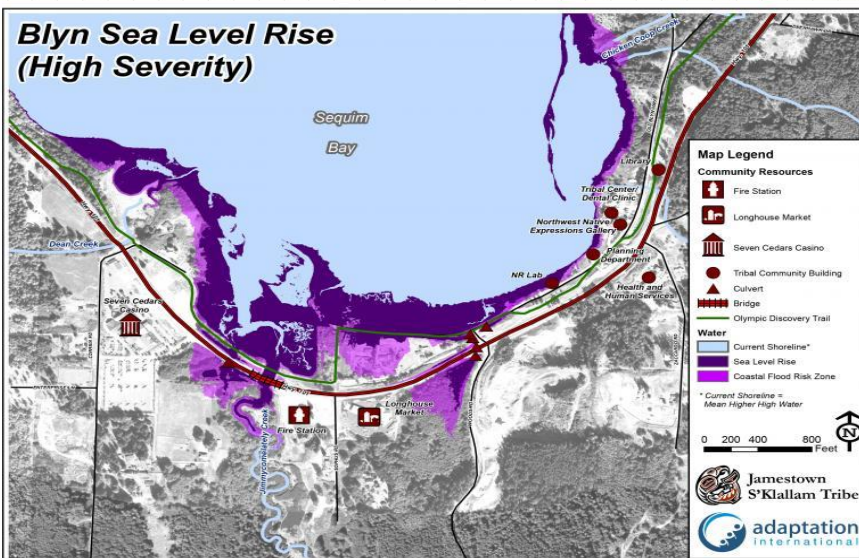 Blyn Sea Level Rise
(High Severity)
Sequim
Bay
Chicken Coop Creek
Library
Tribal Center/
Dental Clinic
Northwest Native
Expressions Gallery
Planning
Department
NR Lab
Health and
Human Services
Dean Creek
Seven Cedars
Casino
Longhouse
Market
Fire Station
Jimmycomelately Creek
Map Legend
Community Resources
Fire Station
Longhouse Market
Seven Cedars Casino
Tribal Community Building
Culvert
Bridge
Olympic Discovery Trail
Water
Current Shoreline*
Sea Level Rise
Coastal Flood Risk Zone
* Current Shoreline =
Mean Higher High Water
N
0 200 400 800
Feet
Jamestown
S'Klallam Tribe
adaptation
international